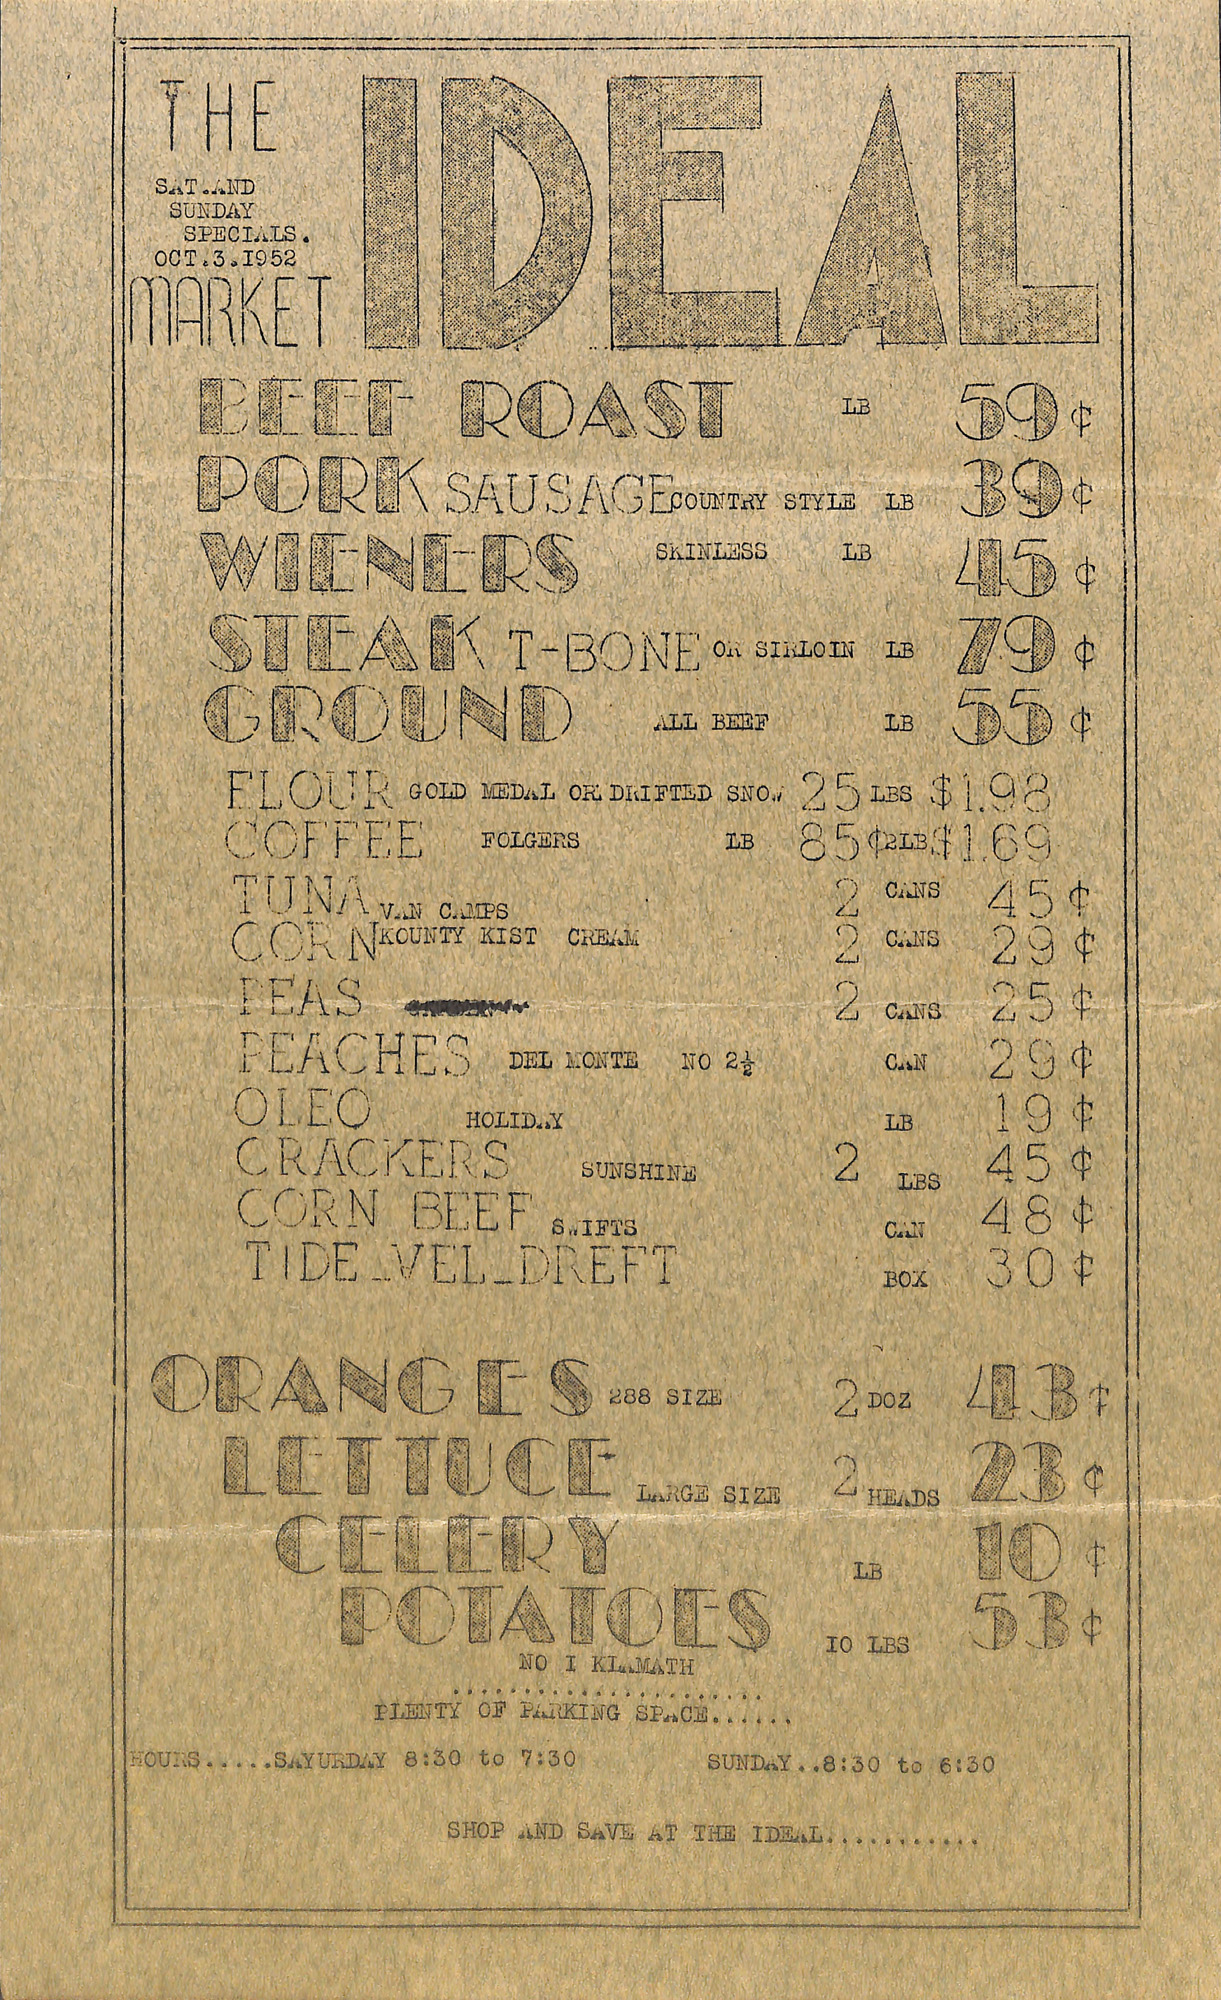 THE IDEAL
SAT.AND
SUNDAY
SPECIALS.
OCT.3.1952
MARKET
BEEF ROAST LB 59¢
PORK SAUSAGE COUNTRY STYLE LB 39¢
WIENERS SKINLESS LB 45¢
STEAK T-BONE OR SIRLOIN LB 79¢
GROUND ALL BEEF LB 55¢
FLOUR GOLD MEDAL OR DRIFTED SNOW 25 LBS $1.98
COFFEE FOLGERS LB 85¢ 2LB $1.69
TUNA VAN CAMPS 2 CANS 45¢
CORN KOUNTY KIST CREAM 2 CANS 29¢
PEAS 2 CANS 25¢
PEACHES DEL MONTE NO 2½ CAN 29¢
OLEO HOLIDAY LB 19¢
CRACKERS SUNSHINE 2 LBS 45¢
CORN BEEF SWIFTS CAN 48¢
TIDE_VEL_DREFT BOX 30¢
ORANGES 288 SIZE 2 DOZ 43¢
LETTUCE LARGE SIZE 2 HEADS 23¢
CELERY LB 10¢
POTATOES IO LBS 53¢
NO I KLAMATH
......................
PLENTY OF PARKING SPACE......
HOURS.....SAYURDAY 8:30 to 7:30 SUNDAY..8:30 to 6:30
SHOP AND SAVE AT THE IDEAL...........